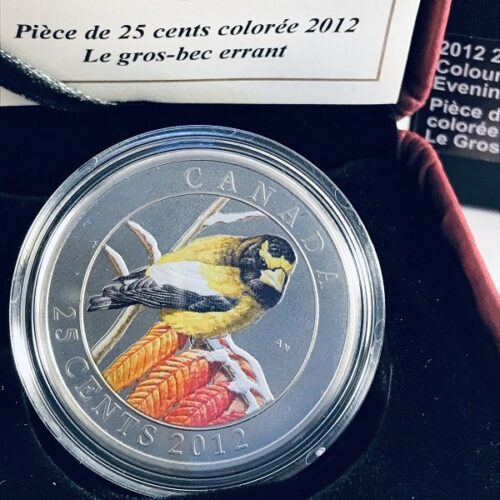 Pièce de 25 cents colorée 2012
Le gros-bec errant
2012 2
Colour
Evenin
Pièce d
colorée
Le Gros
CANADA
25 CENTS 2012